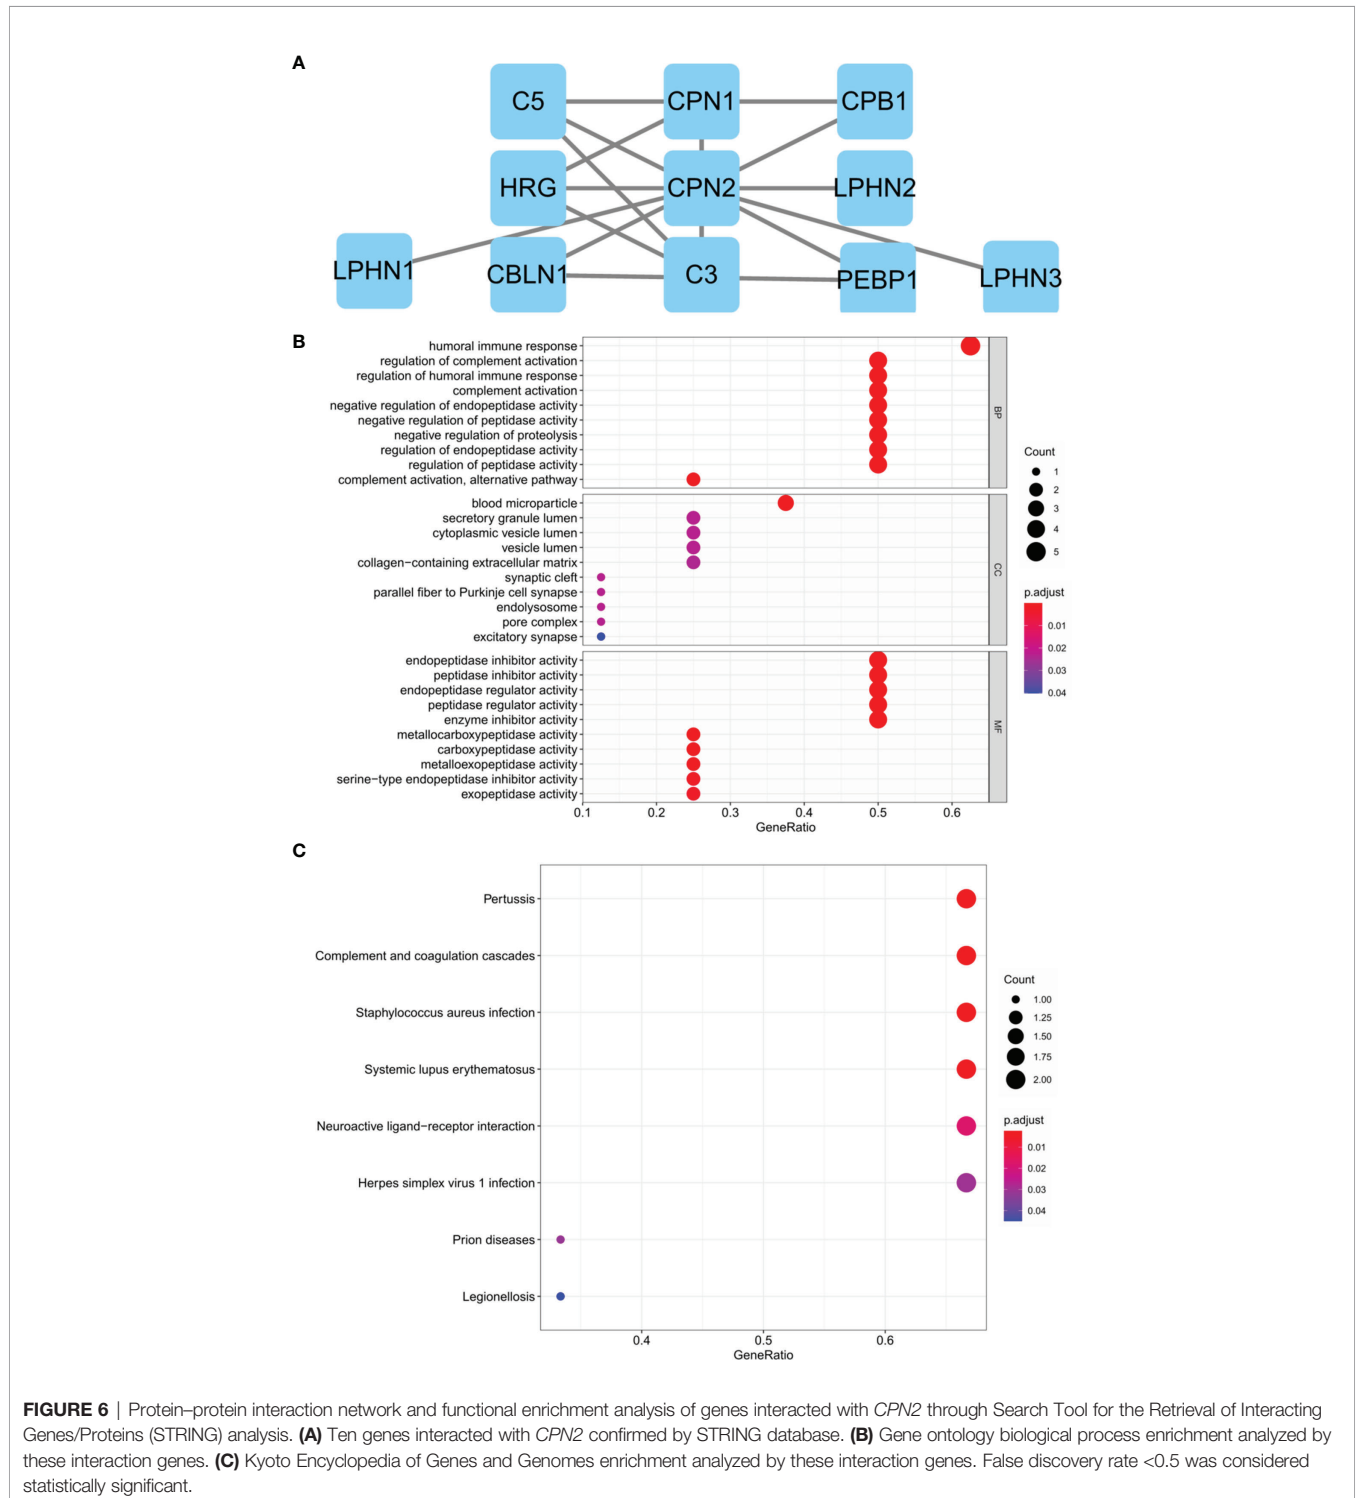 A
C5 CPN1 CPB1
HRG CPN2 LPHN2
LPHN1 CBLN1 C3 PEBP1 LPHN3
B
humoral immune response
regulation of complement activation
regulation of humoral immune response
complement activation
negative regulation of endopeptidase activity
negative regulation of peptidase activity
negative regulation of proteolysis
regulation of endopeptidase activity
regulation of peptidase activity
complement activation, alternative pathway
BP
blood microparticle
secretory granule lumen
cytoplasmic vesicle lumen
vesicle lumen
collagen−containing extracellular matrix
synaptic cleft
parallel fiber to Purkinje cell synapse
endolysosome
pore complex
excitatory synapse
CC
endopeptidase inhibitor activity
peptidase inhibitor activity
endopeptidase regulator activity
peptidase regulator activity
enzyme inhibitor activity
metallocarboxypeptidase activity
carboxypeptidase activity
metalloexopeptidase activity
serine−type endopeptidase inhibitor activity
exopeptidase activity
MF
0.1 0.2 0.3 0.4 0.5 0.6
GeneRatio
Count
1
2
3
4
5
p.adjust
0.01
0.02
0.03
0.04
C
Pertussis
Complement and coagulation cascades
Staphylococcus aureus infection
Systemic lupus erythematosus
Neuroactive ligand−receptor interaction
Herpes simplex virus 1 infection
Prion diseases
Legionellosis
0.4 0.5 0.6
GeneRatio
Count
1.00
1.25
1.50
1.75
2.00
p.adjust
0.01
0.02
0.03
0.04
FIGURE 6 | Protein–protein interaction network and functional enrichment analysis of genes interacted with CPN2 through Search Tool for the Retrieval of Interacting
Genes/Proteins (STRING) analysis. (A) Ten genes interacted with CPN2 confirmed by STRING database. (B) Gene ontology biological process enrichment analyzed by
these interaction genes. (C) Kyoto Encyclopedia of Genes and Genomes enrichment analyzed by these interaction genes. False discovery rate <0.5 was considered
statistically significant.